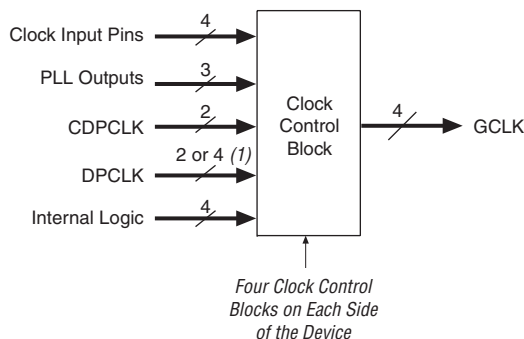 Clock Input Pins
4
PLL Outputs
3
CDPCLK
2
DPCLK
2 or 4 (1)
Internal Logic
4
Clock
Control
Block
4
GCLK
Four Clock Control
Blocks on Each Side
of the Device